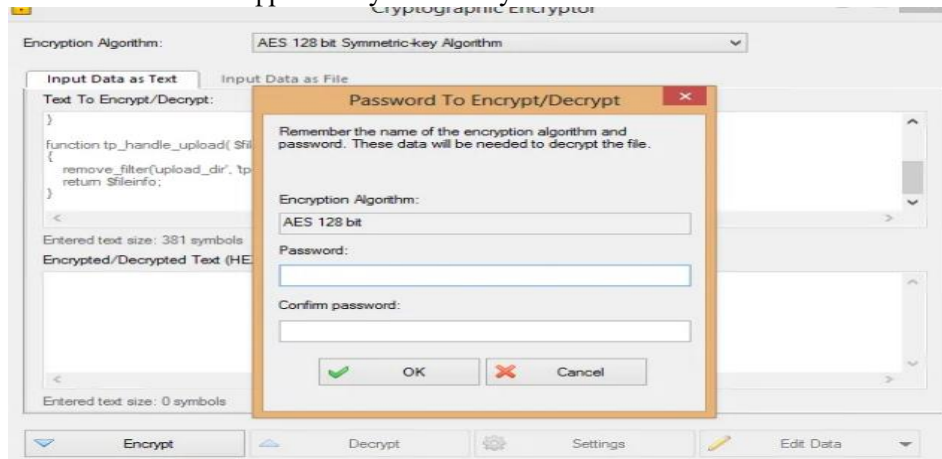 Cryptographic Encryptor
Encryption Algorithm:
AES 128 bit Symmetric-key Algorithm
Input Data as Text
Input Data as File
Text To Encrypt/Decrypt:
}
function tp_handle_upload( $fil
{
remove_filter('upload_dir', 'tp
return $fileinfo;
}
Entered text size: 381 symbols
Encrypted/Decrypted Text (HE
Entered text size: 0 symbols
Password To Encrypt/Decrypt
Remember the name of the encryption algorithm and
password. These data will be needed to decrypt the file.
Encryption Algorithm:
AES 128 bit
Password:
Confirm password:
OK
Cancel
Encrypt
Decrypt
Settings
Edit Data